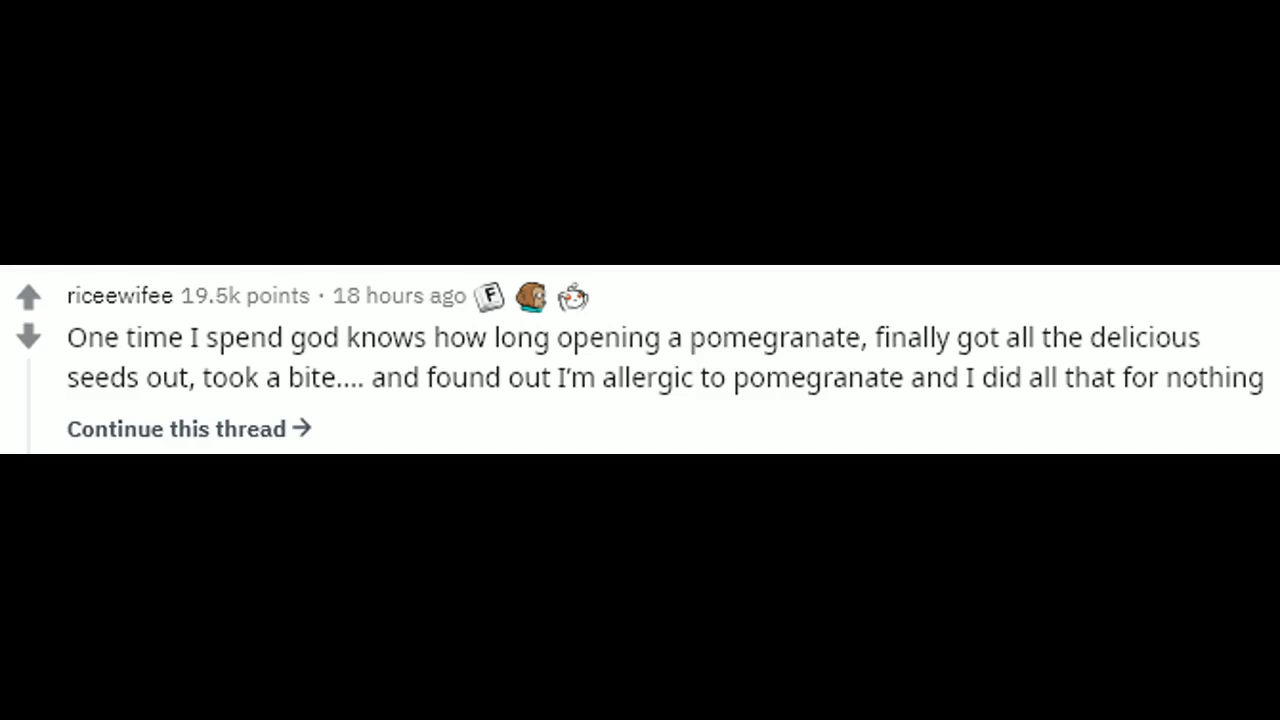 riceewifee 19.5k points · 18 hours ago F
One time I spend god knows how long opening a pomegranate, finally got all the delicious
seeds out, took a bite.... and found out I'm allergic to pomegranate and I did all that for nothing
Continue this thread →